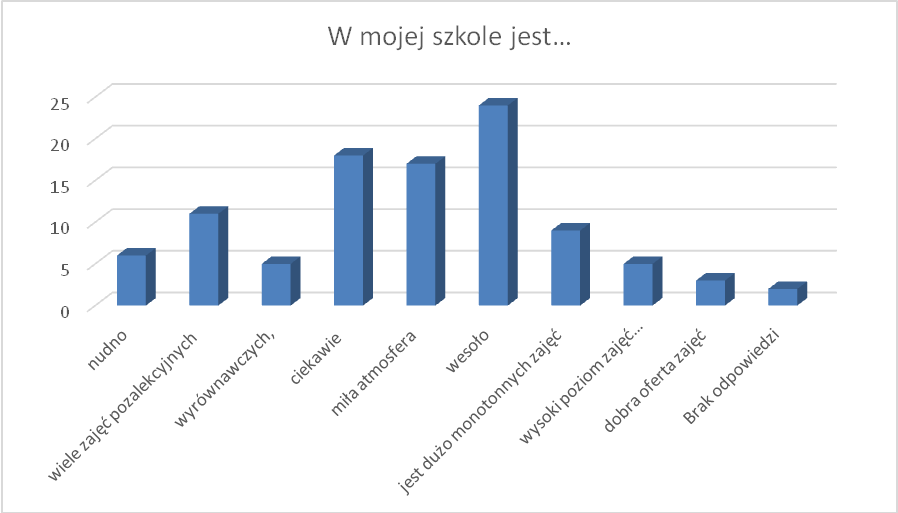 W mojej szkole jest...
25
20
15
10
5
0
nudno
wiele zajęć pozalekcyjnych
wyrównawczych,
ciekawie
miła atmosfera
wesoło
jest dużo monotonnych zajęć
wysoki poziom zajęć...
dobra oferta zajęć
Brak odpowiedzi